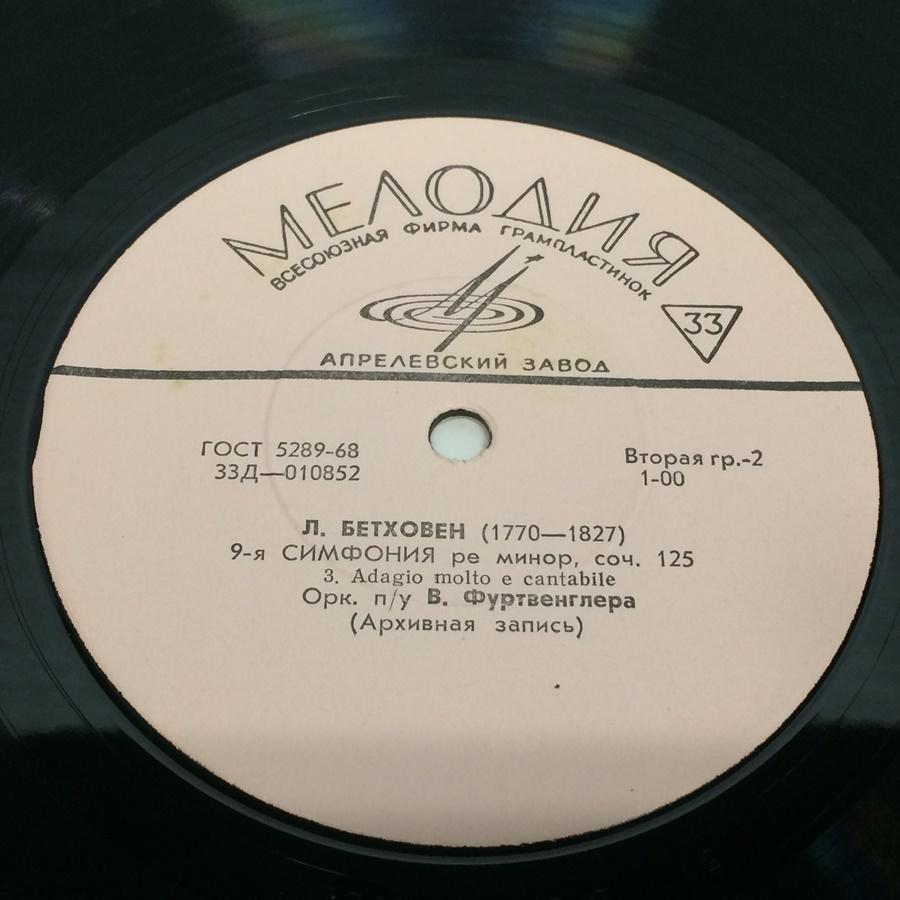 МЕЛОДИЯ
ВСЕСОЮЗНАЯ ФИРМА ГРАМПЛАСТИНОК
33
АПРЕЛЕВСКИЙ ЗАВОД
ГОСТ 5289-68
33Д—010852
Вторая гр.-2
1-00
Л. БЕТХОВЕН (1770—1827)
9-я СИМФОНИЯ ре минор, соч. 125
3. Adagio molto e cantabile
Орк. п/у В. Фуртвенглера
(Архивная запись)